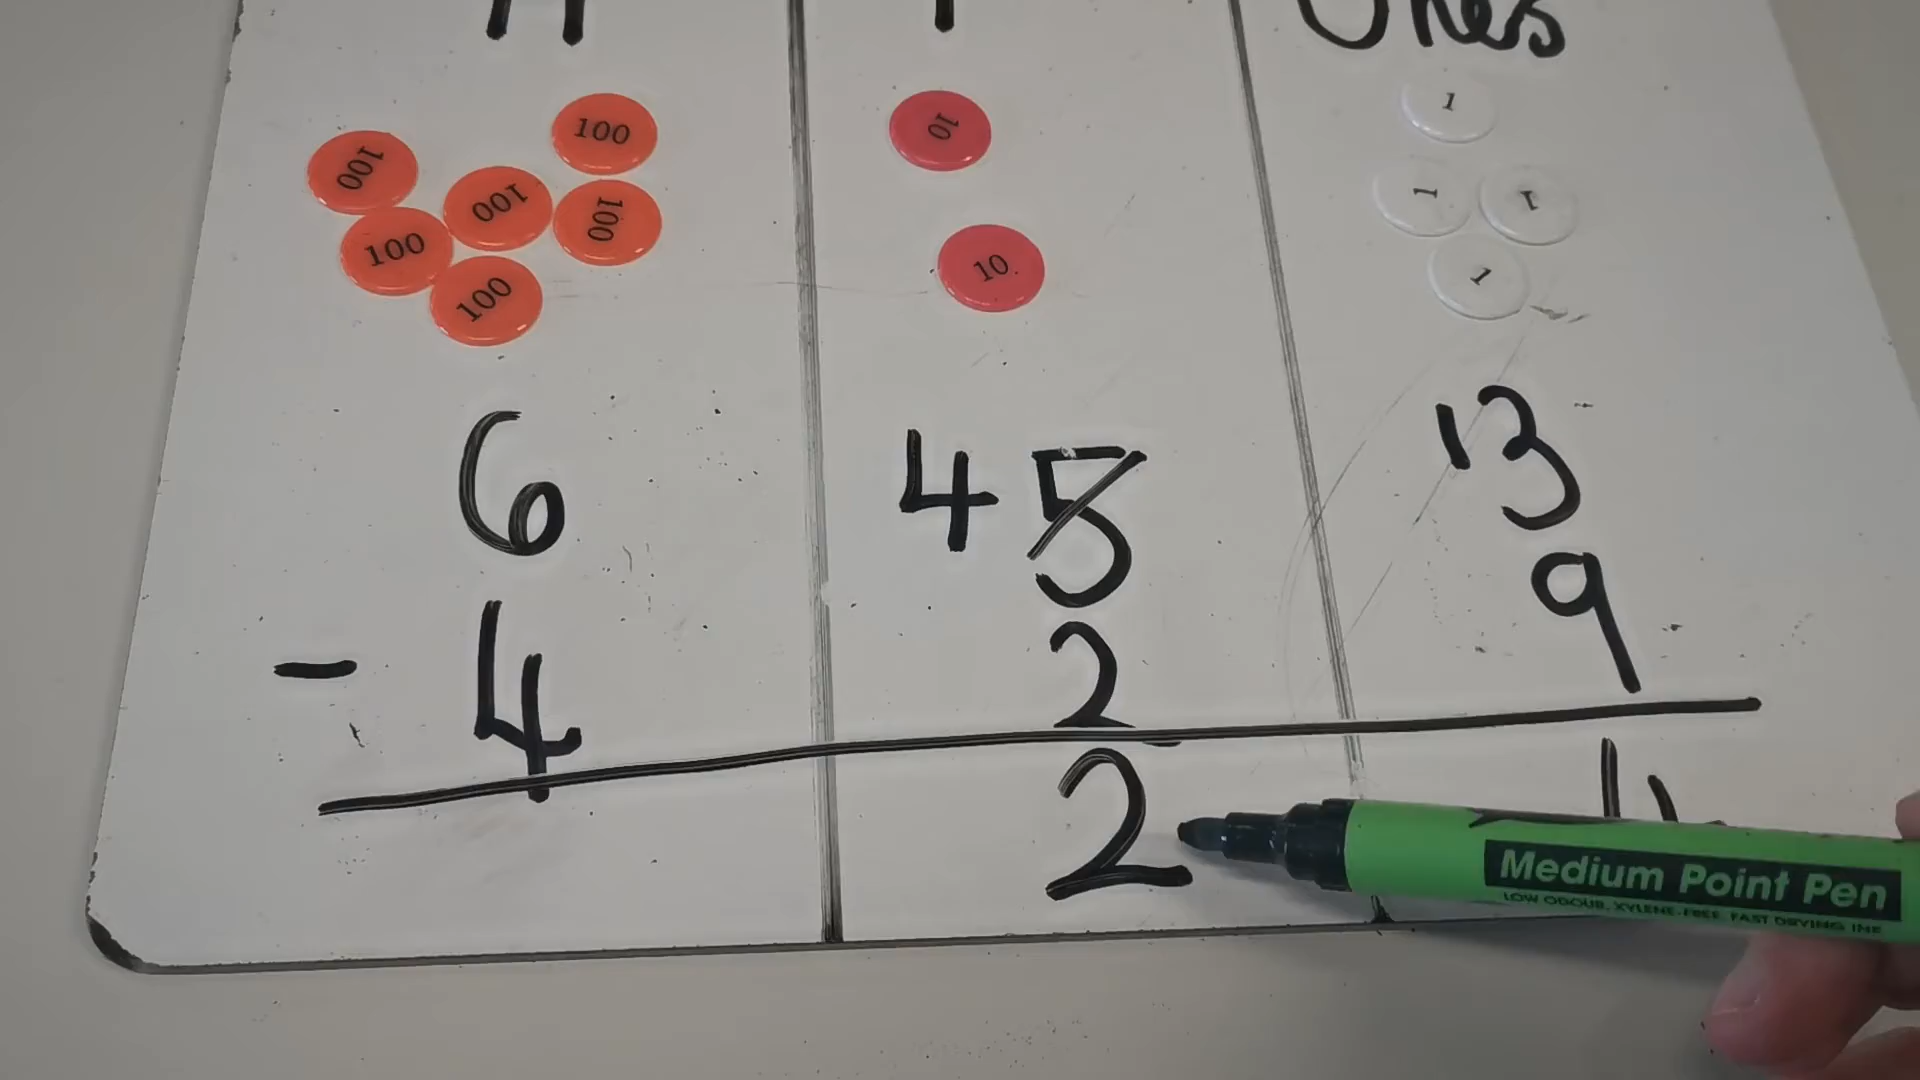 H T Ones
100 10 1
100
100 1 1
100 100
10
100 1
6 4 5 13
- 4 2 9
2 4
Medium Point Pen
LOW ODOUR, XYLENE-FREE, FAST DRYING INK